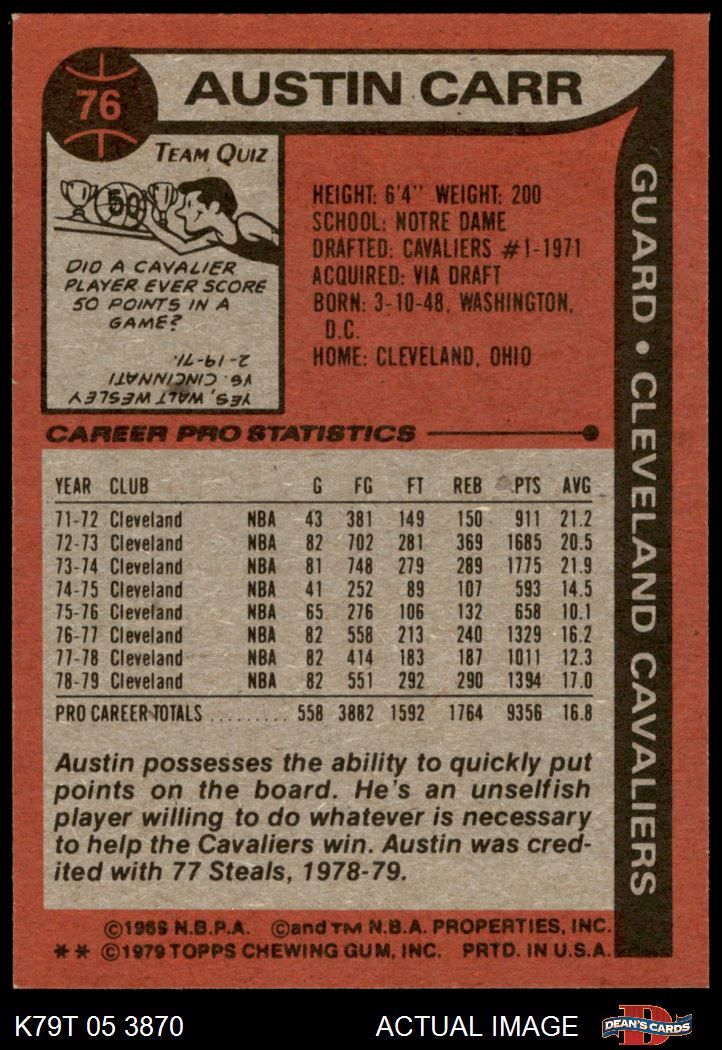 76
AUSTIN CARR
TEAM QUIZ
50
DID A CAVALIER
PLAYER EVER SCORE
50 POINTS IN A
GAME?
YES, WALT WESLEY
VS. CINCINNATI
2-19-71.
HEIGHT: 6'4" WEIGHT: 200
SCHOOL: NOTRE DAME
DRAFTED: CAVALIERS #1-1971
ACQUIRED: VIA DRAFT
BORN: 3-10-48, WASHINGTON,
D.C.
HOME: CLEVELAND, OHIO
GUARD • CLEVELAND CAVALIERS
CAREER PRO STATISTICS
YEAR CLUB G FG FT REB PTS AVG
71-72 Cleveland NBA 43 381 149 150 911 21.2
72-73 Cleveland NBA 82 702 281 369 1685 20.5
73-74 Cleveland NBA 81 748 279 289 1775 21.9
74-75 Cleveland NBA 41 252 89 107 593 14.5
75-76 Cleveland NBA 65 276 106 132 658 10.1
76-77 Cleveland NBA 82 558 213 240 1329 16.2
77-78 Cleveland NBA 82 414 183 187 1011 12.3
78-79 Cleveland NBA 82 551 292 290 1394 17.0
PRO CAREER TOTALS ......... 558 3882 1592 1764 9356 16.8
Austin possesses the ability to quickly put
points on the board. He's an unselfish
player willing to do whatever is necessary
to help the Cavaliers win. Austin was cred-
ited with 77 Steals, 1978-79.
©1969 N.B.P.A. ©and TM N.B.A. PROPERTIES, INC.
** ©1979 TOPPS CHEWING GUM, INC. PRTD. IN U.S.A.
K79T 05 3870 ACTUAL IMAGE
D
DEAN'S CARDS